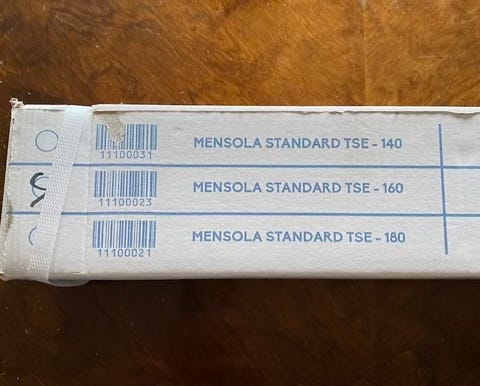 MENSOLA STANDARD TSE - 140
11100031
MENSOLA STANDARD TSE - 160
11100023
MENSOLA STANDARD TSE - 180
11100021